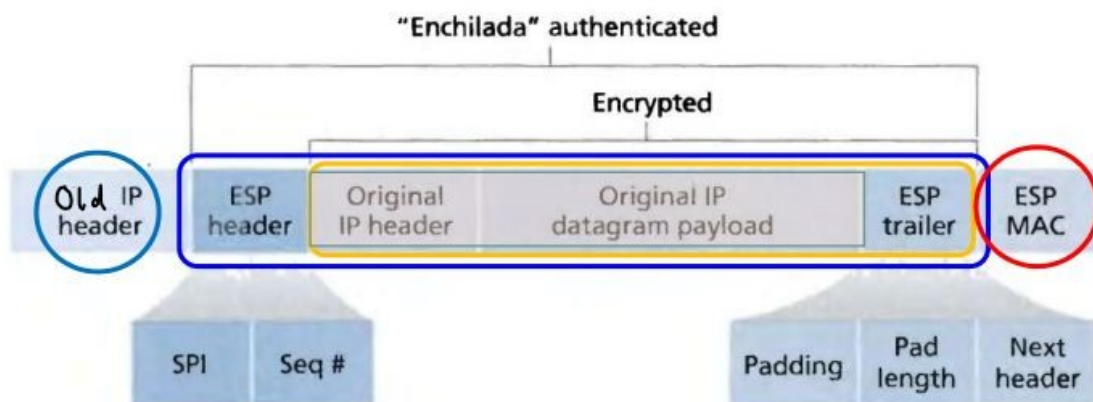 “Enchilada” authenticated
Encrypted
Old IP header
ESP header
Original IP header
Original IP datagram payload
ESP trailer
ESP MAC
SPI
Seq #
Padding
Pad length
Next header